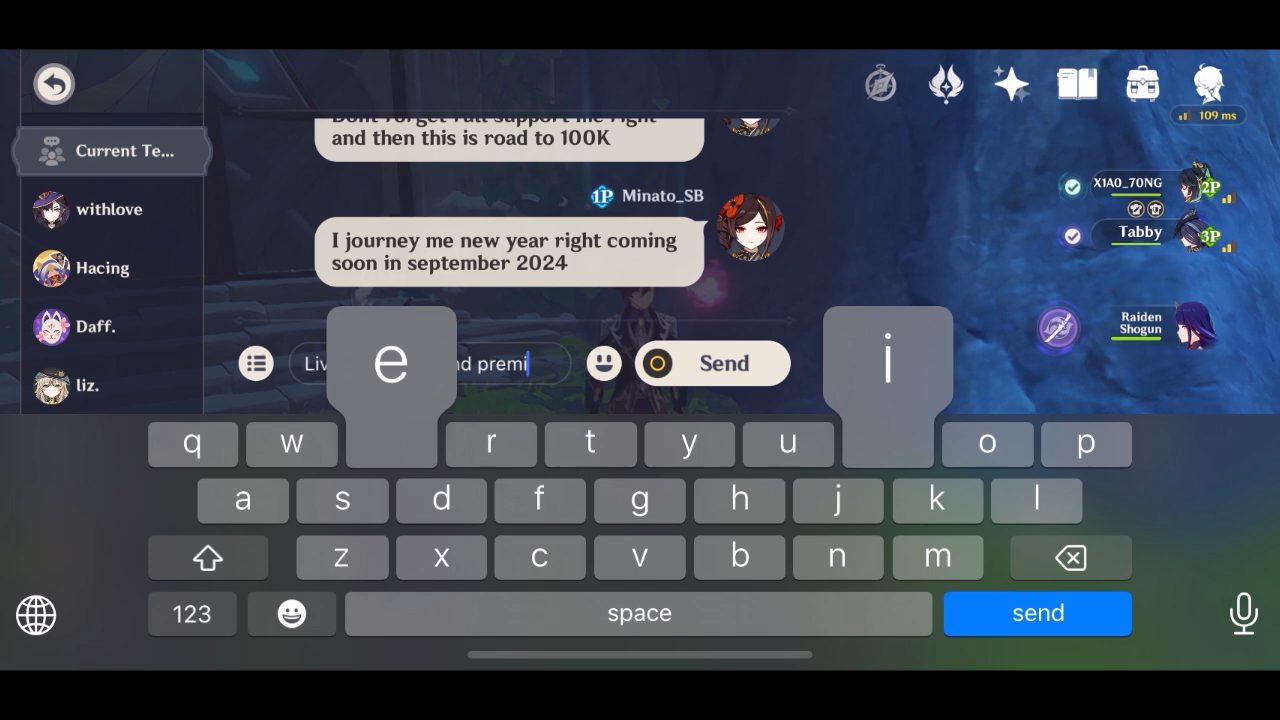 109 ms
Current Te...
withlove
Hacing
Daff.
liz.
Dont forget full support me right
and then this is road to 100K
1P Minato_SB
I journey me new year right coming
soon in september 2024
X1A0_70NG 2P
Tabby 3P
Raiden
Shogun
Liv
nd premi
Send
e
i
q w r t y u o p
a s d f g h j k l
z x c v b n m
123 space send